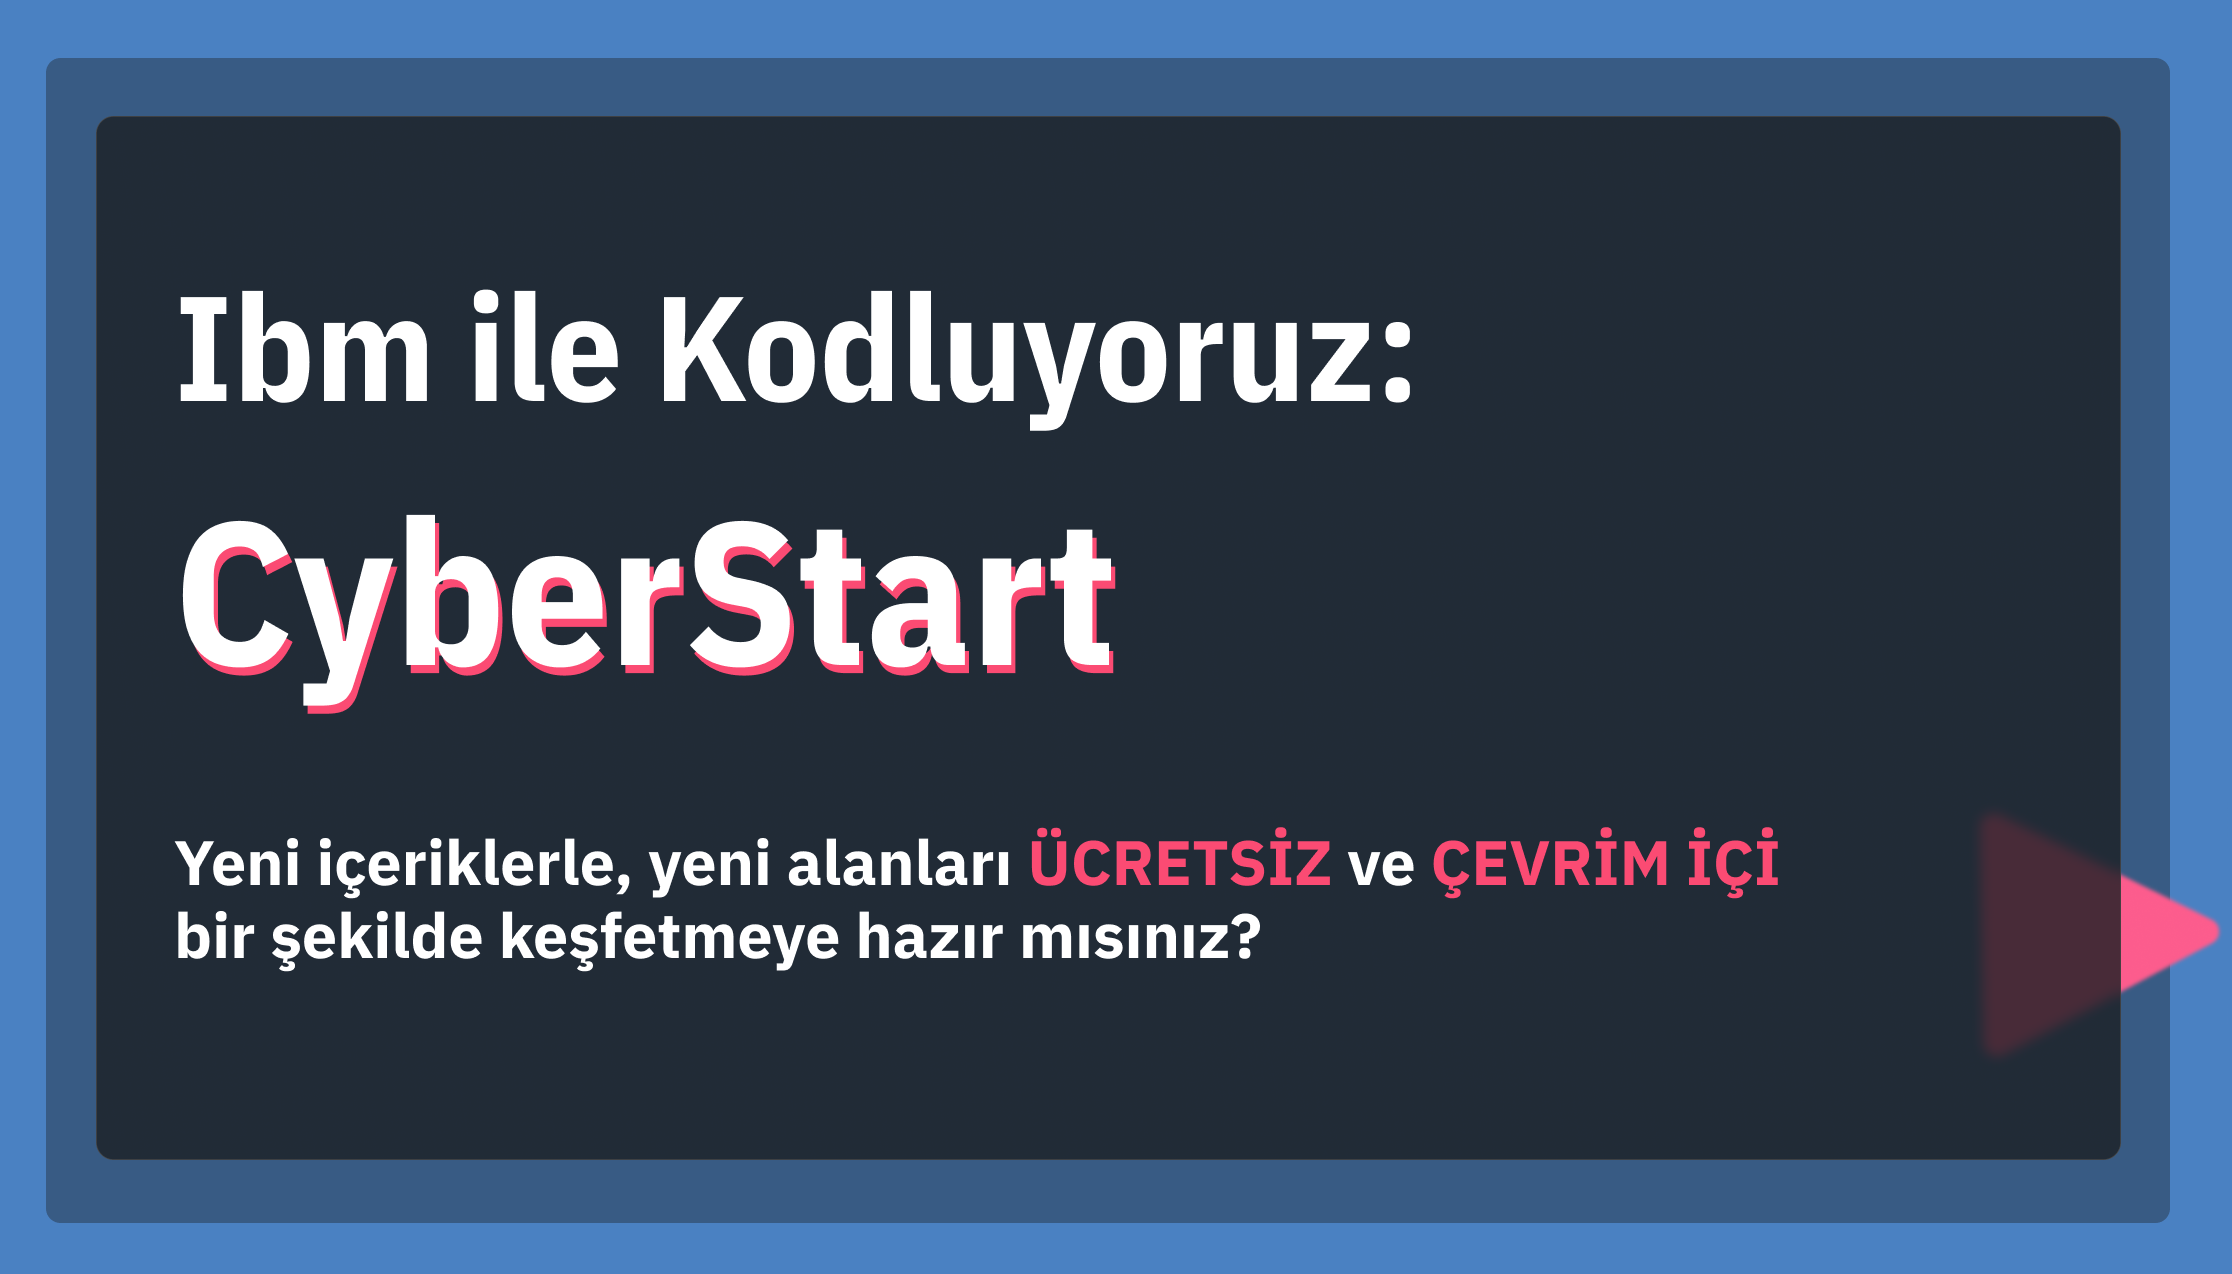 Ibm ile Kodluyoruz:
CyberStart
Yeni içeriklerle, yeni alanları ÜCRETSİZ ve ÇEVRİM İÇİ
bir şekilde keşfetmeye hazır mısınız?